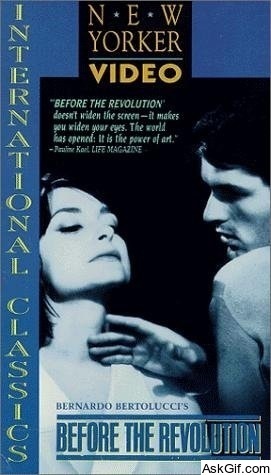 INTERNATIONAL CLASSICS
N★E★W
YORKER
VIDEO
"'BEFORE THE REVOLUTION'
doesn't widen the screen—it makes
you widen your eyes. The world
has opened: It is the power of art."
—Pauline Kael, LIFE MAGAZINE
BERNARDO BERTOLUCCI'S
BEFORE THE REVOLUTION
AskGif.com